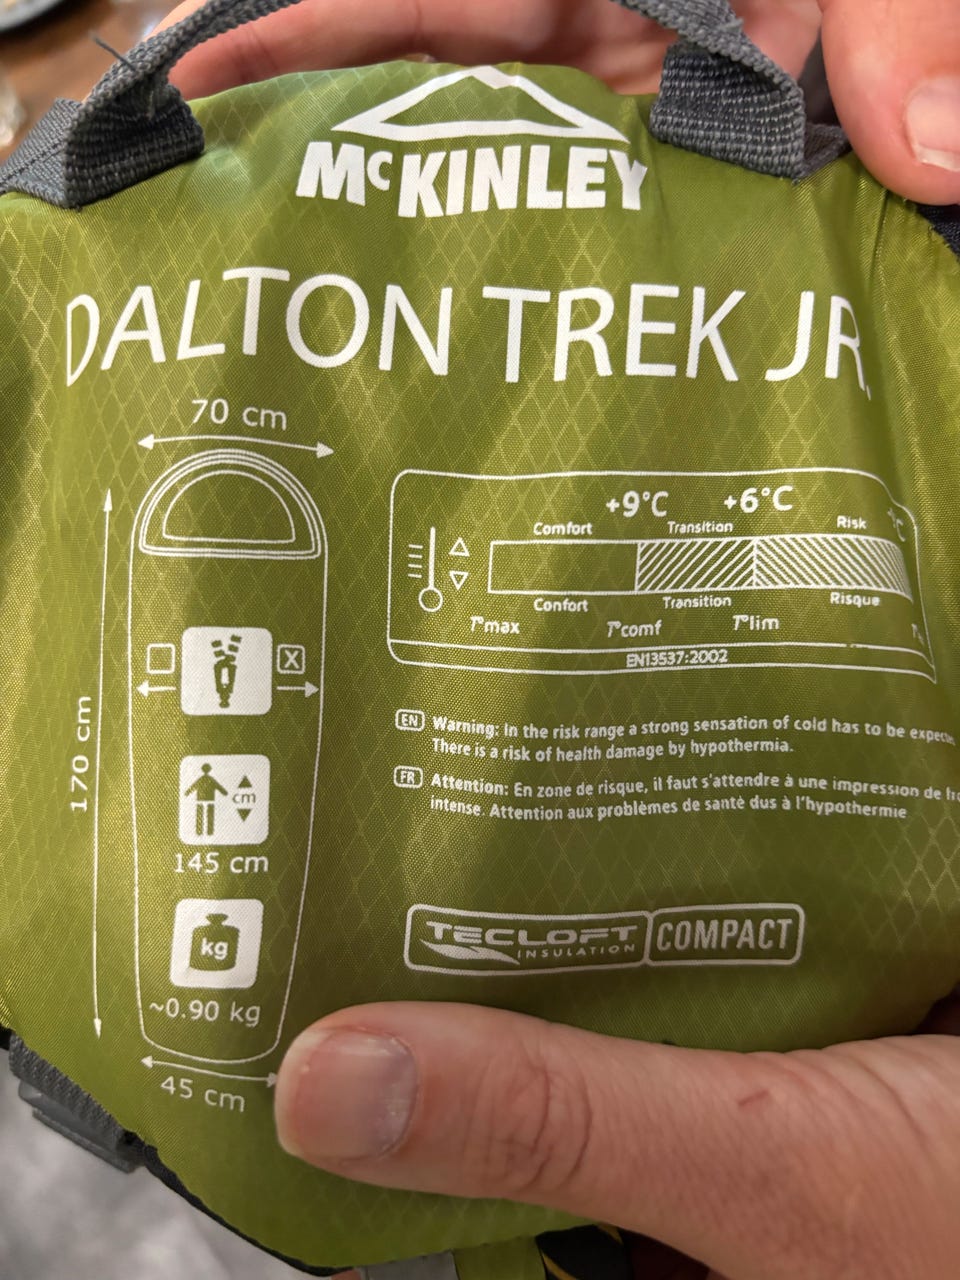 McKINLEY
DALTON TREK JR.
70 cm
170 cm
X
cm
145 cm
kg
~0.90 kg
45 cm
+9°C +6°C °C
Comfort Transition Risk
Confort Transition Risque
T°max T°comf T°lim
EN13537:2002
EN Warning: In the risk range a strong sensation of cold has to be
There is a risk of health damage by hypothermia.
FR Attention: En zone de risque, il faut s'attendre à une impression de
intense. Attention aux problèmes de santè dus à l'hypothermie
TECLOFT INSULATION COMPACT